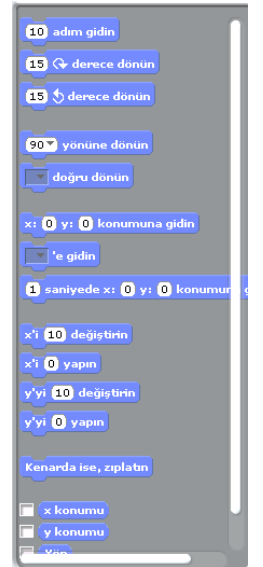 10 adım gidin
15 derece dönün
15 derece dönün
90 yönüne dönün
doğru dönün
x: 0 y: 0 konumuna gidin
'e gidin
1 saniyede x: 0 y: 0 konumun g
x'i 10 değiştirin
x'i 0 yapın
y'yi 10 değiştirin
y'yi 0 yapın
Kenarda ise, zıplatın
x konumu
y konumu
Yön